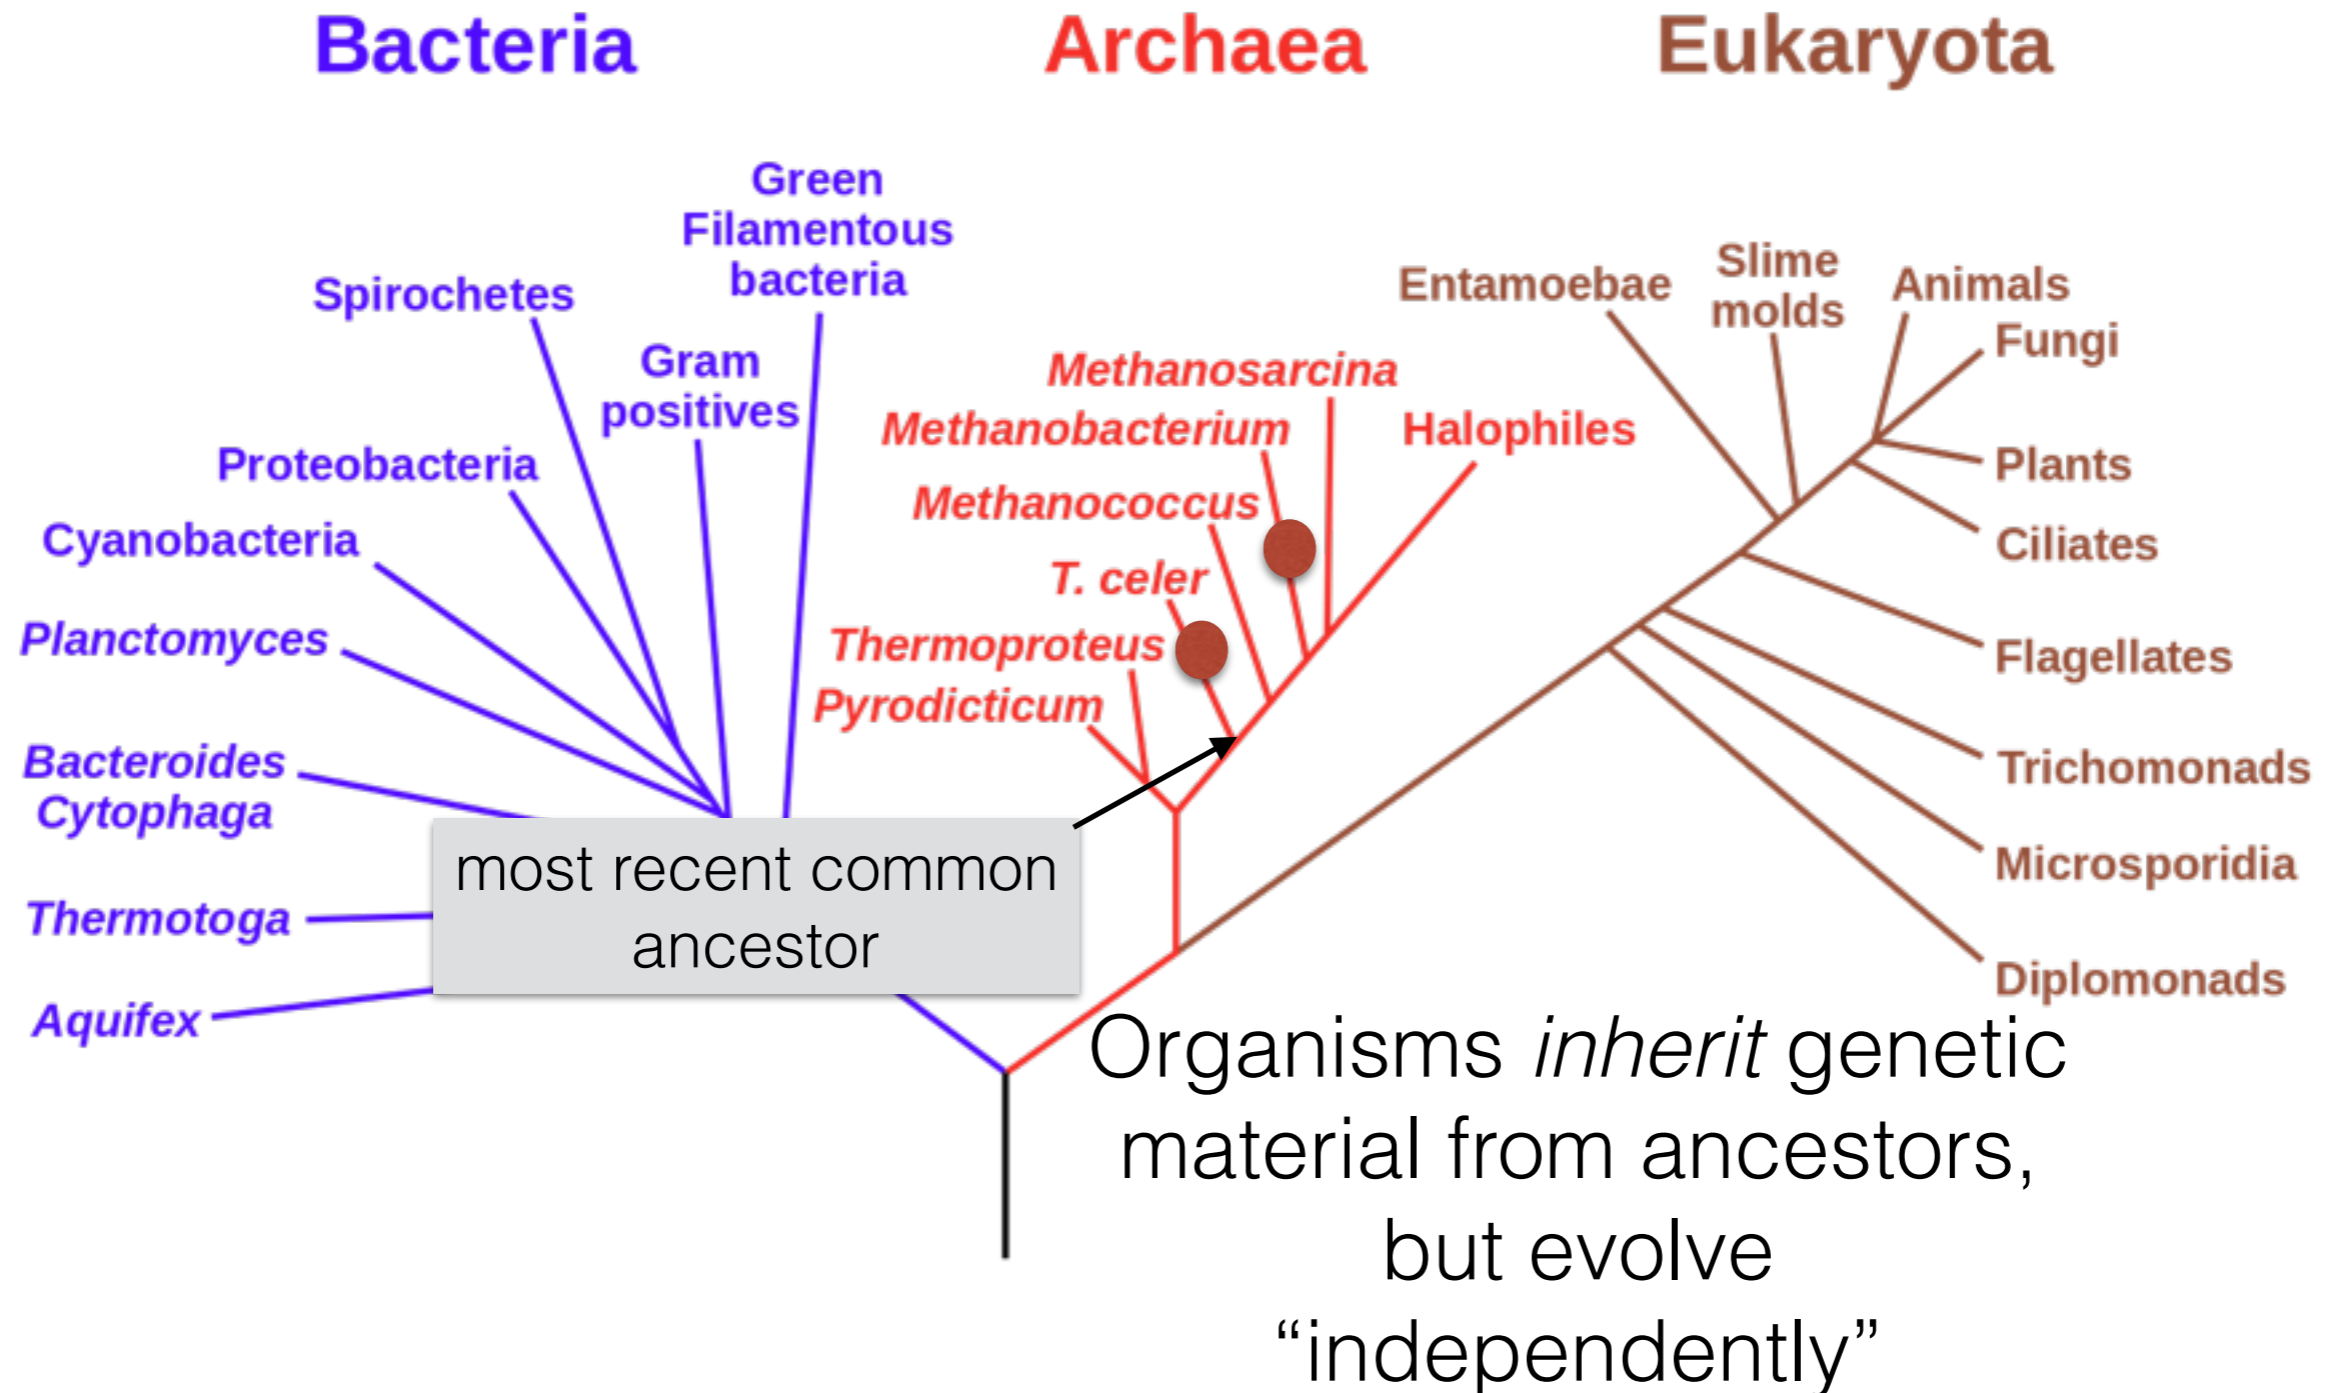 Bacteria
Archaea
Eukaryota
Green
Filamentous
bacteria
Spirochetes
Gram
positives
Proteobacteria
Cyanobacteria
Planctomyces
Bacteroides
Cytophaga
Thermotoga
Aquifex
Methanosarcina
Methanobacterium
Halophiles
Methanococcus
T. celer
Thermoproteus
Pyrodicticum
Entamoebae
Slime
molds
Animals
Fungi
Plants
Ciliates
Flagellates
Trichomonads
Microsporidia
Diplomonads
most recent common
ancestor
Organisms inherit genetic
material from ancestors,
but evolve
“independently”